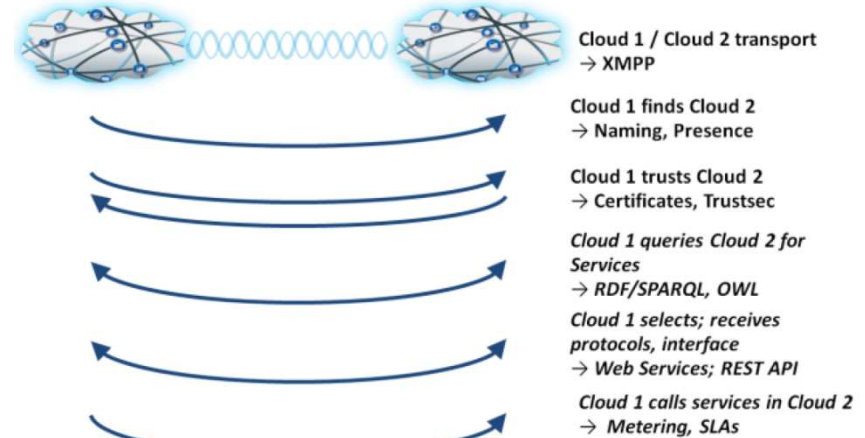 Cloud 1 / Cloud 2 transport
→ XMPP
Cloud 1 finds Cloud 2
→ Naming, Presence
Cloud 1 trusts Cloud 2
→ Certificates, Trustsec
Cloud 1 queries Cloud 2 for
Services
→ RDF/SPARQL, OWL
Cloud 1 selects; receives
protocols, interface
→ Web Services; REST API
Cloud 1 calls services in Cloud 2
→ Metering, SLAs